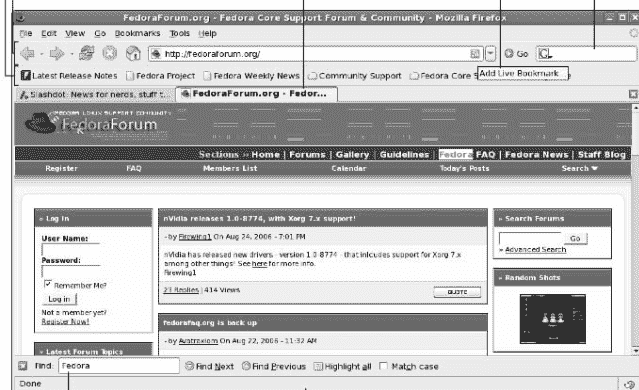 FedoraForum.org - Fedora Core Support Forum & Community - Mozilla Firefox
File Edit View Go Bookmarks Tools Help
http://fedoraforum.org/ Go G
Latest Release Notes Fedora Project Fedora Weekly News Community Support Fedora Core Add Live Bookmark...
Slashdot: News for nerds, stuff t... FedoraForum.org - Fedor...
FEDORA LINUX SUPPORT COMMUNITY
FedoraForum
Sections » Home | Forums | Gallery | Guidelines | Fedora FAQ | Fedora News | Staff Blog
Register FAQ Members List Calendar Today's Posts Search
» Log In
User Name:
Password:
Remember Me?
Log in
Not a member yet?
Register Now!
» Latest Forum Topics
nVidia releases 1.0-8774, with Xorg 7.x support!
- by Firewing1 On Aug 24, 2006 - 7:01 PM
nVidia has released new drivers - version 1.0-8774 - that inlcudes support for Xorg 7.x
among other things! See here for more info.
Firewing1
21 Replies | 414 Views QUOTE
fedorafaq.org is back up
- by On Aug 22, 2006 - 11:32 AM
» Search Forums
Go
» Advanced Search
» Random Shots
Find: Fedora Find Next Find Previous Highlight all Match case
Done